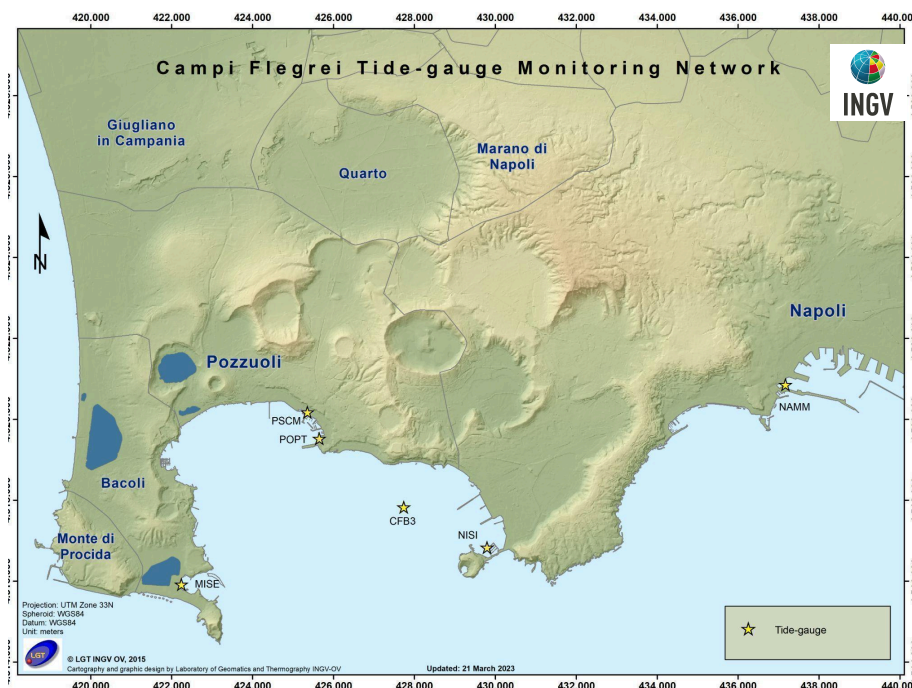 420.000 422.000 424.000 426.000 428.000 430.000 432.000 434.000 436.000 438.000 440.00
Campi Flegrei Tide-gauge Monitoring Network
INGV
Giugliano
in Campania
Marano di
Napoli
Quarto
N
Napoli
Pozzuoli
NAMM
PSCM
POPT
Bacoli
CFB3
NISI
Monte di
Procida
MISE
Projection: UTM Zone 33N
Spheroid: WGS84
Datum: WGS84
Unit: meters
Tide-gauge
LGT
© LGT INGV OV, 2015
Cartography and graphic design by Laboratory of Geomatics and Thermography INGV-OV
Updated: 21 March 2023
420.000 422.000 424.000 426.000 428.000 430.000 432.000 434.000 436.000 438.000 440.00